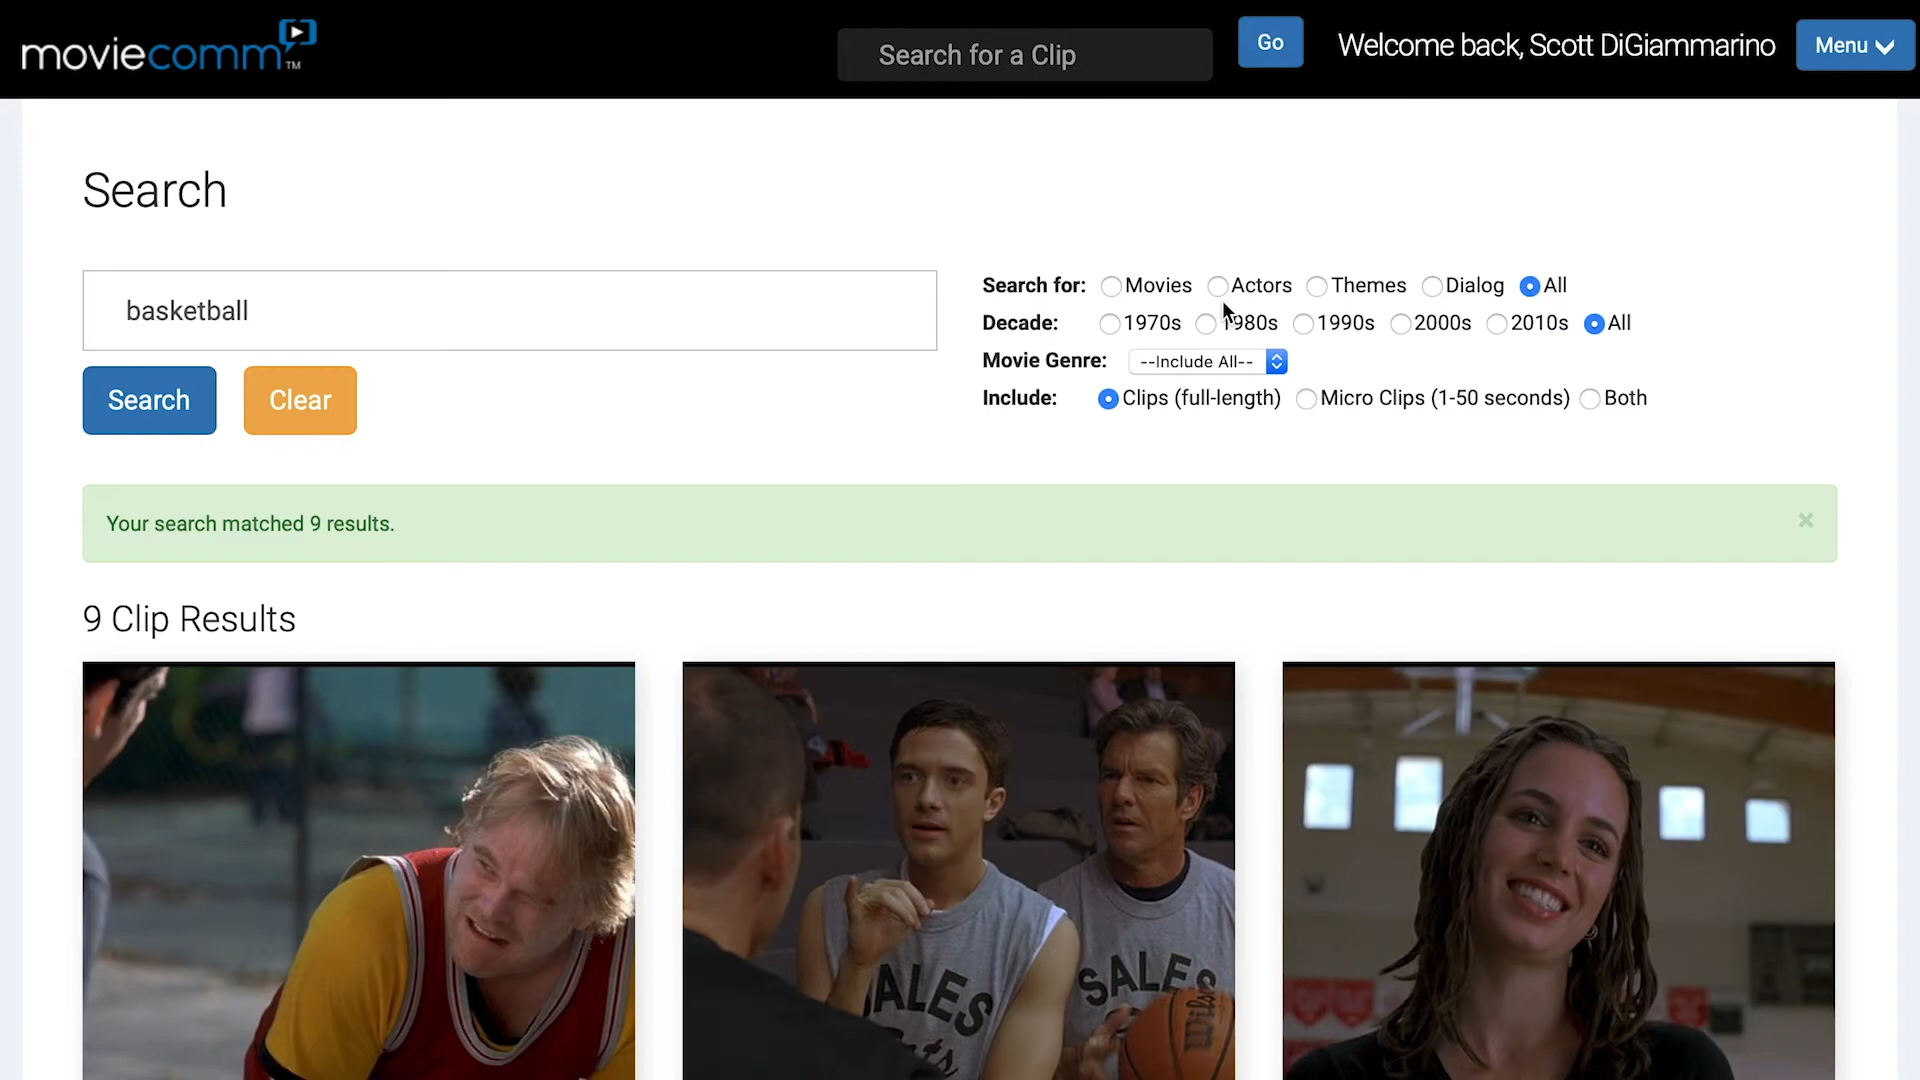 moviecomm TM
Search for a Clip
Go
Welcome back, Scott DiGiammarino
Menu
Search
basketball
Search
Clear
Search for: Movies Actors Themes Dialog All
Decade: 1970s 1980s 1990s 2000s 2010s All
Movie Genre: --Include All--
Include: Clips (full-length) Micro Clips (1-50 seconds) Both
Your search matched 9 results.
×
9 Clip Results
SALES
SALES
Wilson